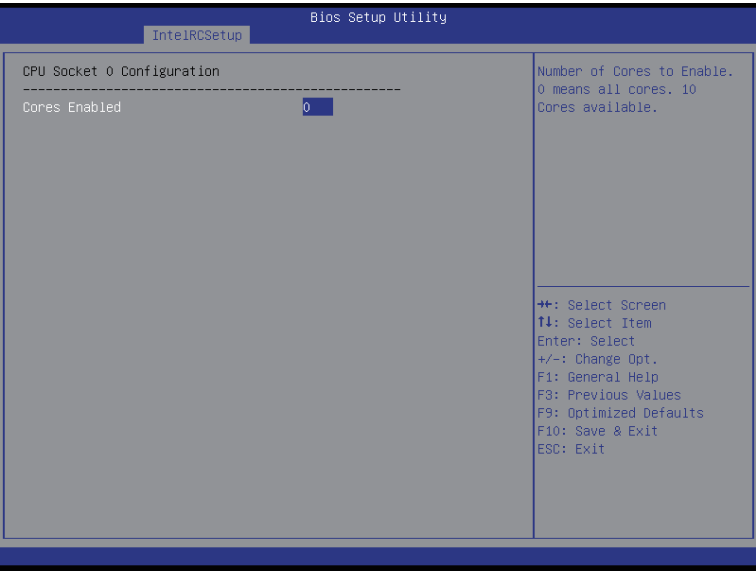 Bios Setup Utility
IntelRCSetup
CPU Socket 0 Configuration
----------------------------------------------------
Cores Enabled 0
Number of Cores to Enable.
0 means all cores. 10
Cores available.
→←: Select Screen
↑↓: Select Item
Enter: Select
+/-: Change Opt.
F1: General Help
F3: Previous Values
F9: Optimized Defaults
F10: Save & Exit
ESC: Exit